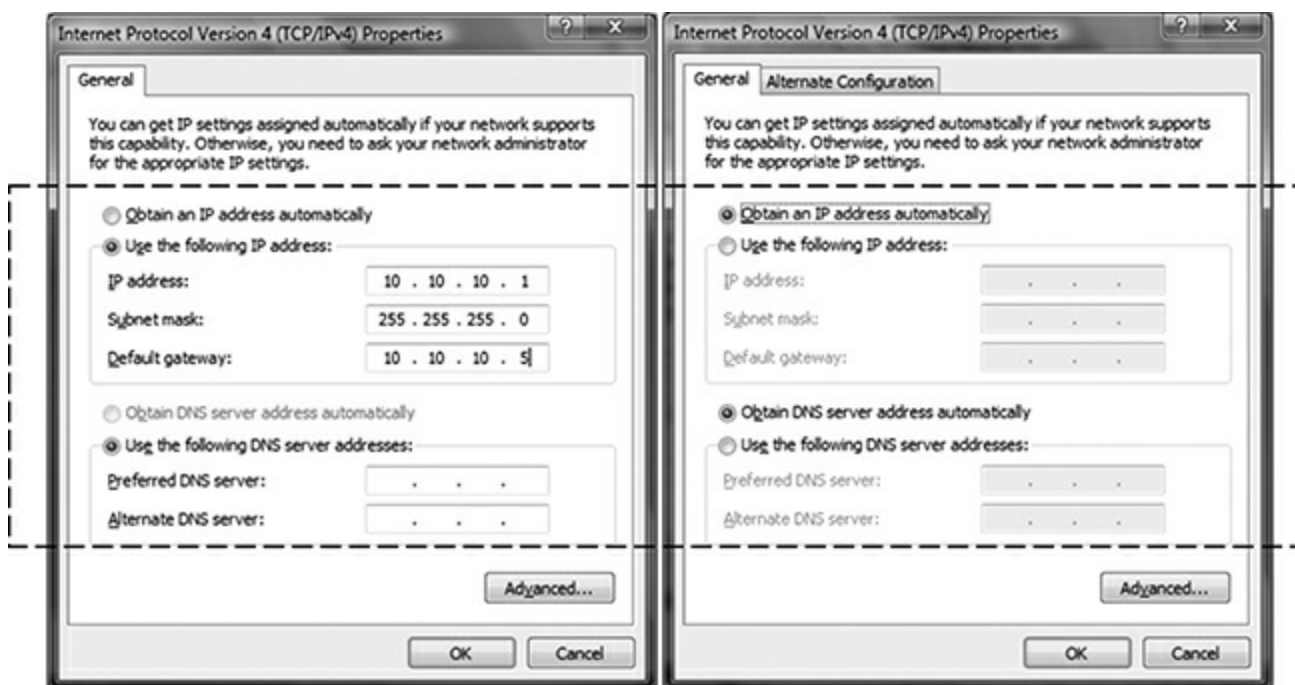 Internet Protocol Version 4 (TCP/IPv4) Properties
General
You can get IP settings assigned automatically if your network supports
this capability. Otherwise, you need to ask your network administrator
for the appropriate IP settings.
Obtain an IP address automatically
Use the following IP address:
IP address: 10 . 10 . 10 . 1
Subnet mask: 255 . 255 . 255 . 0
Default gateway: 10 . 10 . 10 . 5
Obtain DNS server address automatically
Use the following DNS server addresses:
Preferred DNS server: . . .
Alternate DNS server: . . .
Advanced...
OK Cancel
Internet Protocol Version 4 (TCP/IPv4) Properties
General Alternate Configuration
You can get IP settings assigned automatically if your network supports
this capability. Otherwise, you need to ask your network administrator
for the appropriate IP settings.
Obtain an IP address automatically
Use the following IP address:
IP address: . . .
Subnet mask: . . .
Default gateway: . . .
Obtain DNS server address automatically
Use the following DNS server addresses:
Preferred DNS server: . . .
Alternate DNS server: . . .
Advanced...
OK Cancel